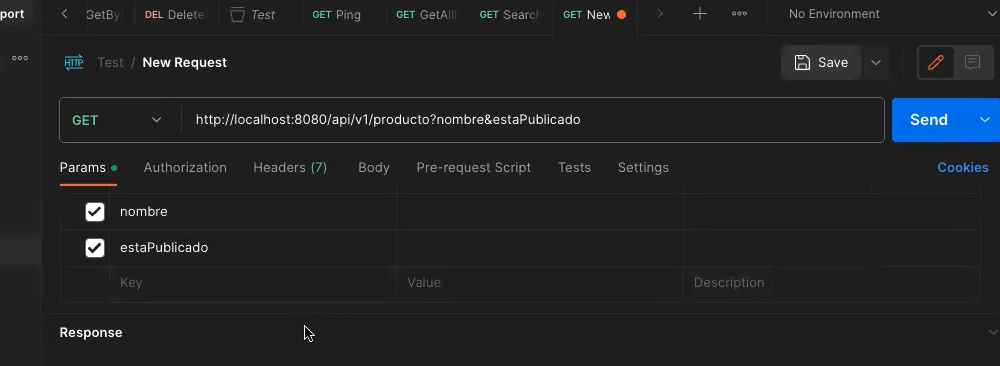 port GetBy DEL Delete Test GET Ping GET GetAll GET Search GET New No Environment
HTTP Test / New Request Save
GET http://localhost:8080/api/v1/producto?nombre&estaPublicado Send
Params Authorization Headers (7) Body Pre-request Script Tests Settings Cookies
nombre
estaPublicado
Key Value Description
Response